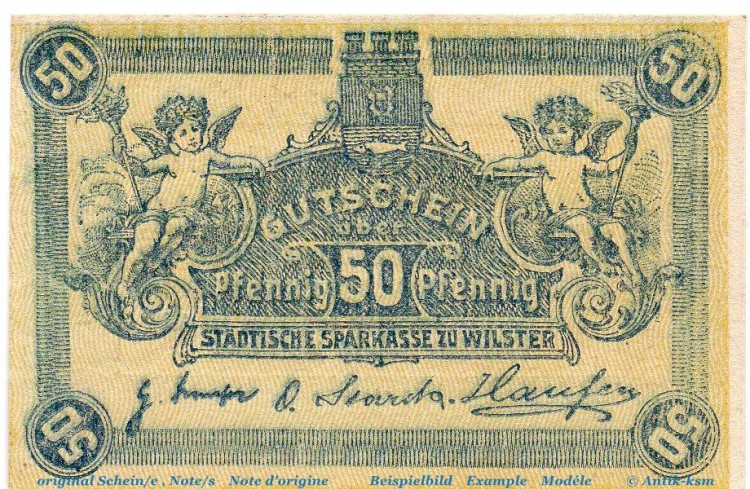 50 50
GUTSCHEIN
über
Pfennig 50 Pfennig
STÄDTISCHE SPARKASSE ZU WILSTER
50 50
original Schein/e . Note/s Note d'origine Beispielbild Example Modéle © Antik-ksm